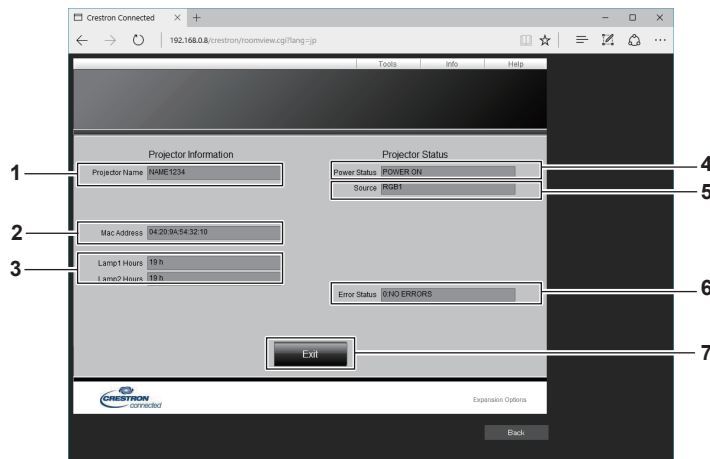 Crestron Connected
192.168.0.8/crestron/roomview.cgi?lang=jp
Tools Info Help
Projector Information
Projector Status
1
Projector Name NAME1234
Power Status POWER ON
4
Source RGB1
5
2
Mac Address 04:20:9A:54:32:10
3
Lamp1 Hours 19 h
Lamp2 Hours 19 h
Error Status 0:NO ERRORS
6
Exit
7
CRESTRON
connected
Expansion Options
Back